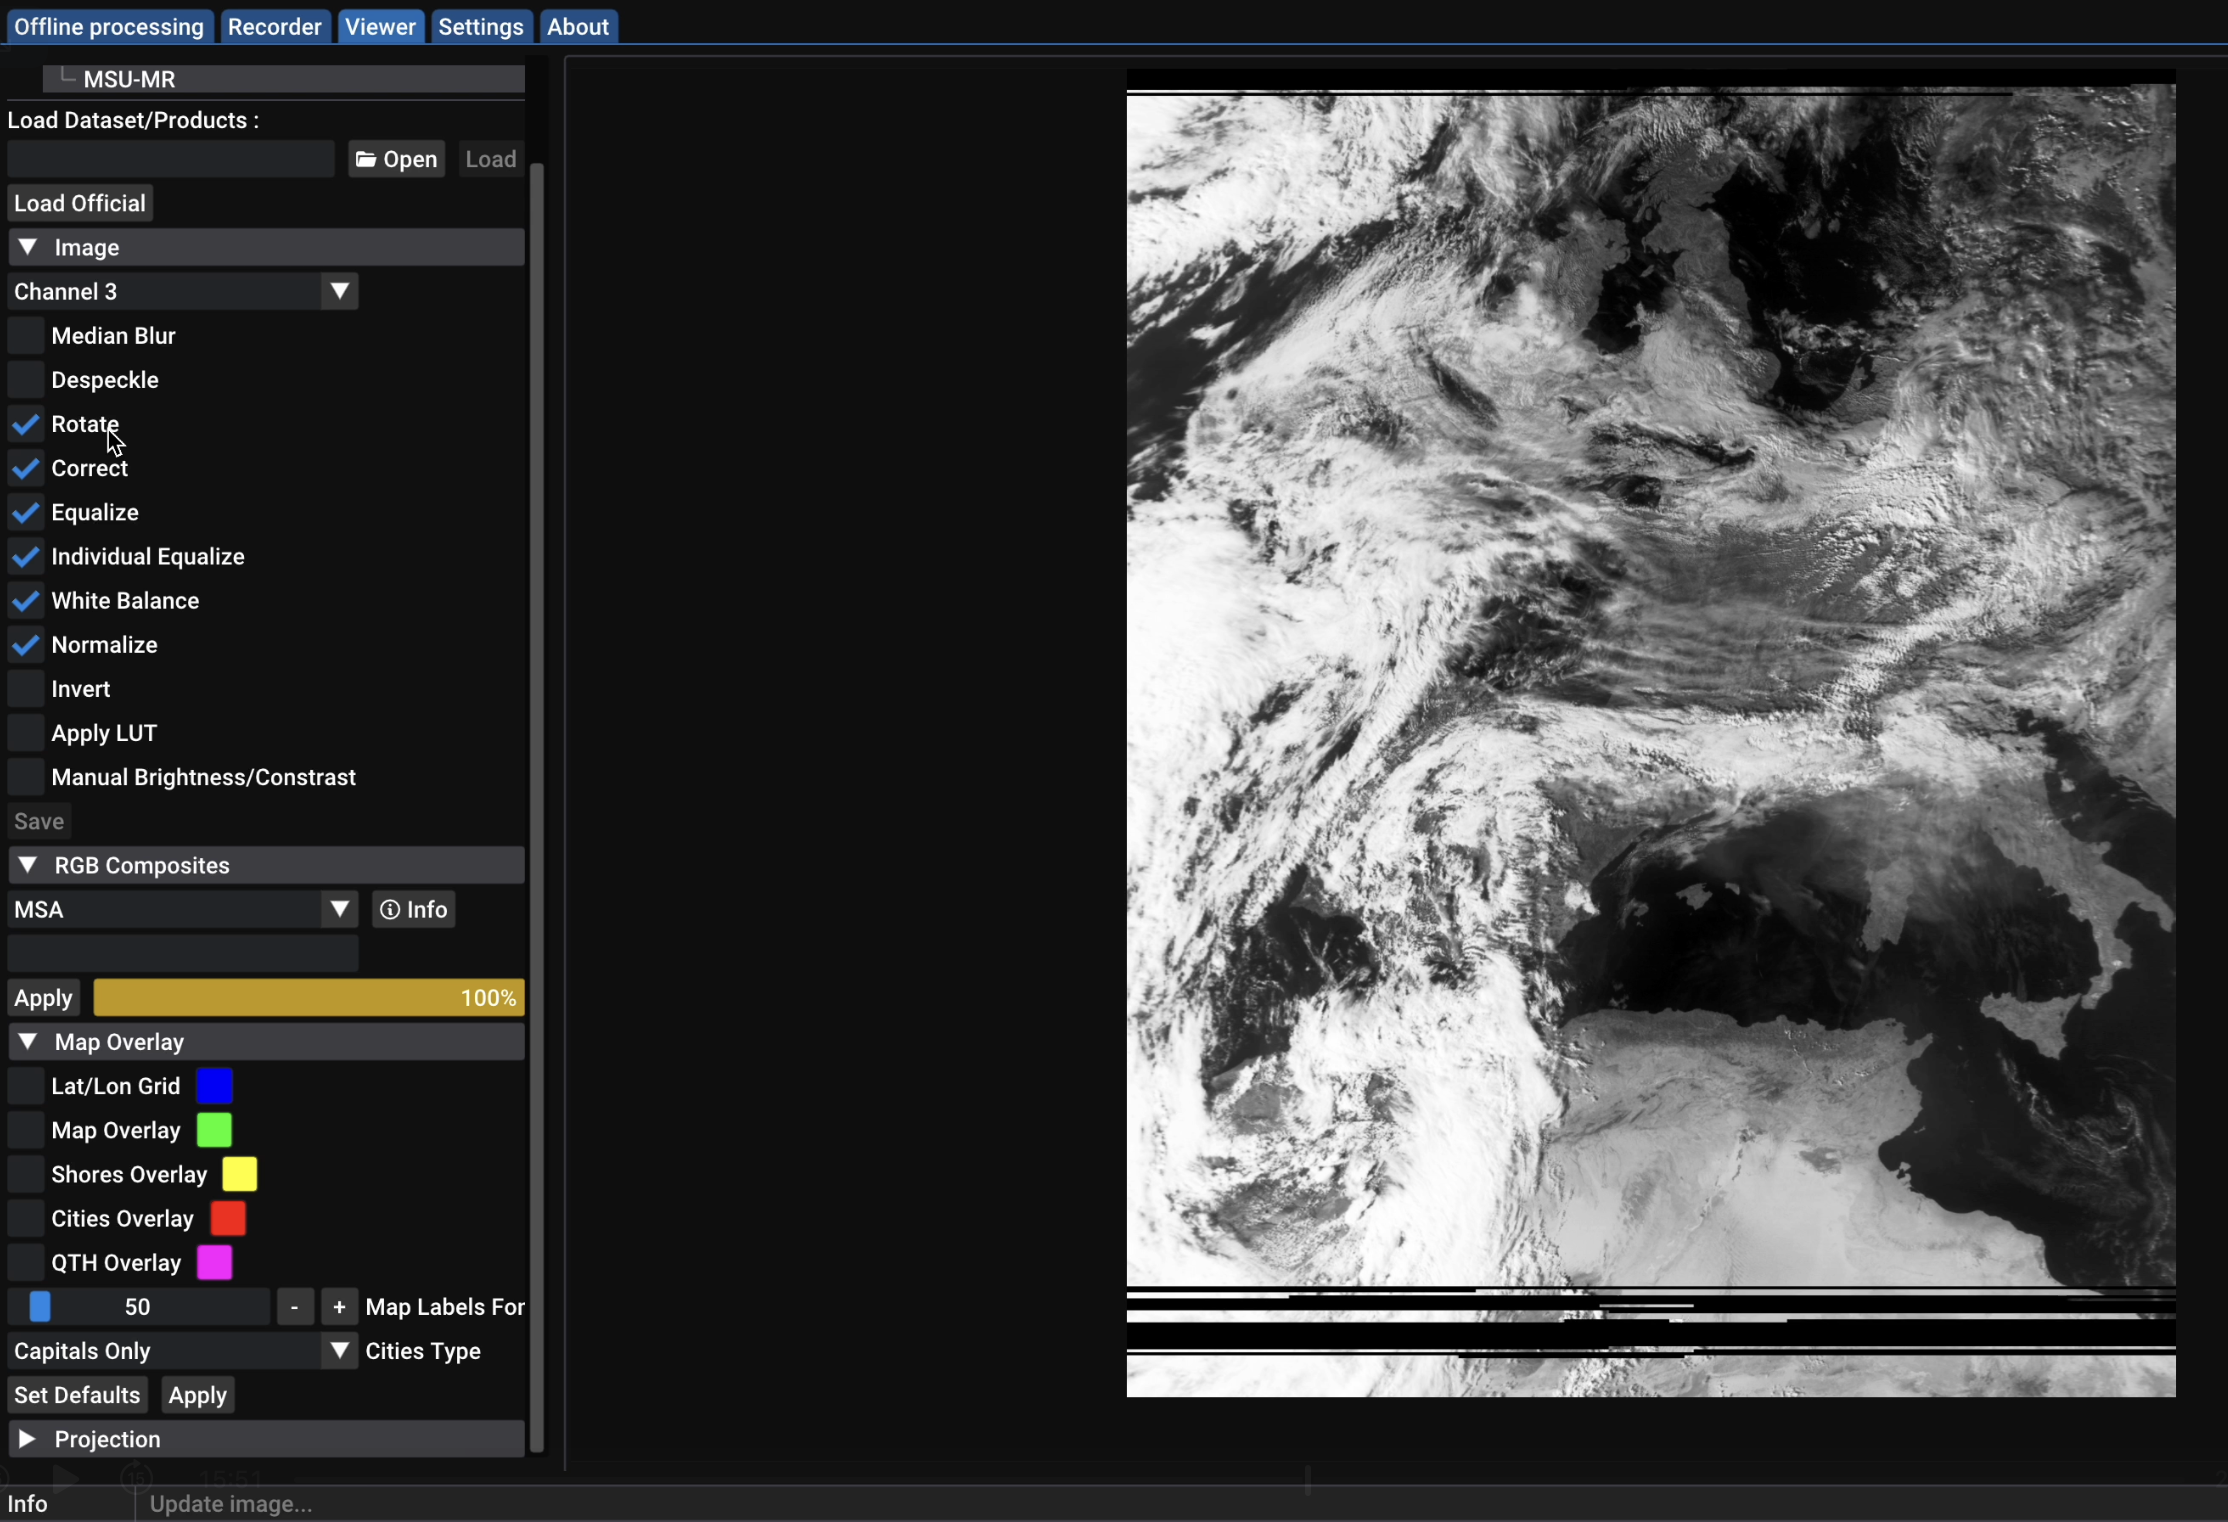 Offline processing Recorder Viewer Settings About
MSU-MR
Load Dataset/Products :
Open Load
Load Official
Image
Channel 3
Median Blur
Despeckle
Rotate
Correct
Equalize
Individual Equalize
White Balance
Normalize
Invert
Apply LUT
Manual Brightness/Constrast
Save
RGB Composites
MSA Info
Apply 100%
Map Overlay
Lat/Lon Grid
Map Overlay
Shores Overlay
Cities Overlay
QTH Overlay
50 - + Map Labels For
Capitals Only Cities Type
Set Defaults Apply
Projection
15 15:51
Info Update image...